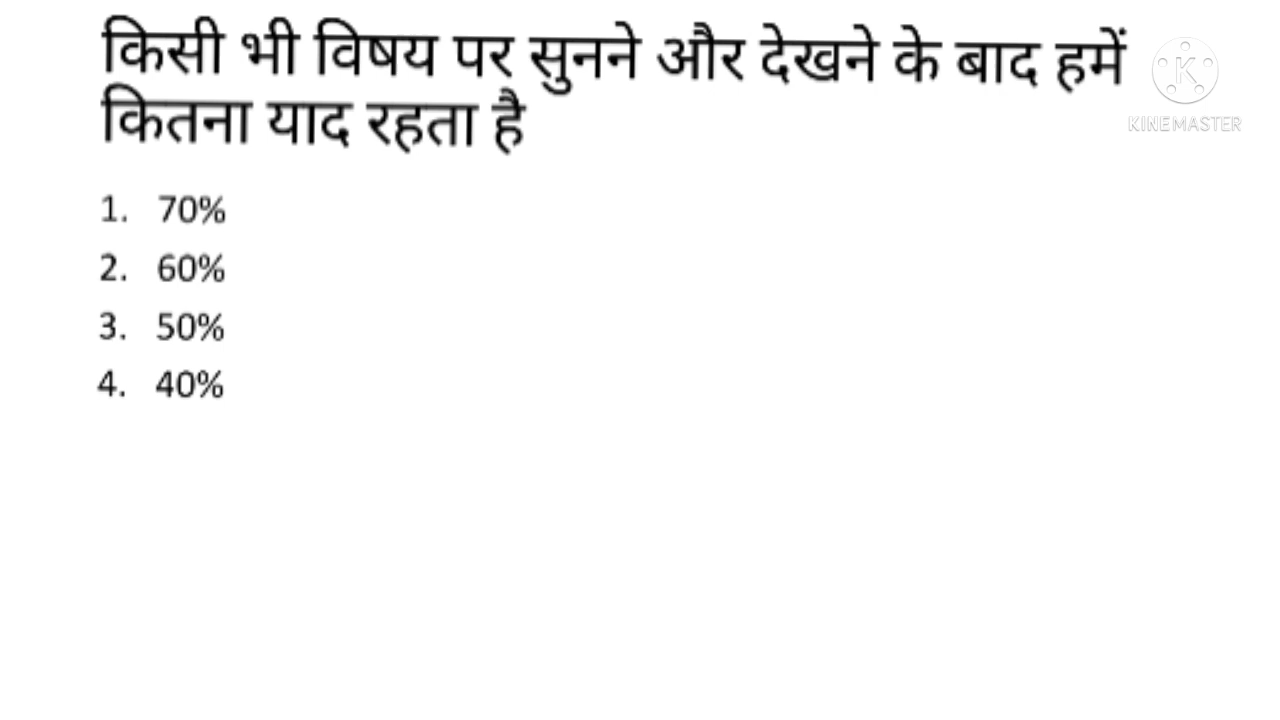 किसी भी विषय पर सुनने और देखने के बाद हमें
कितना याद रहता है
K
KINEMASTER
1. 70%
2. 60%
3. 50%
4. 40%